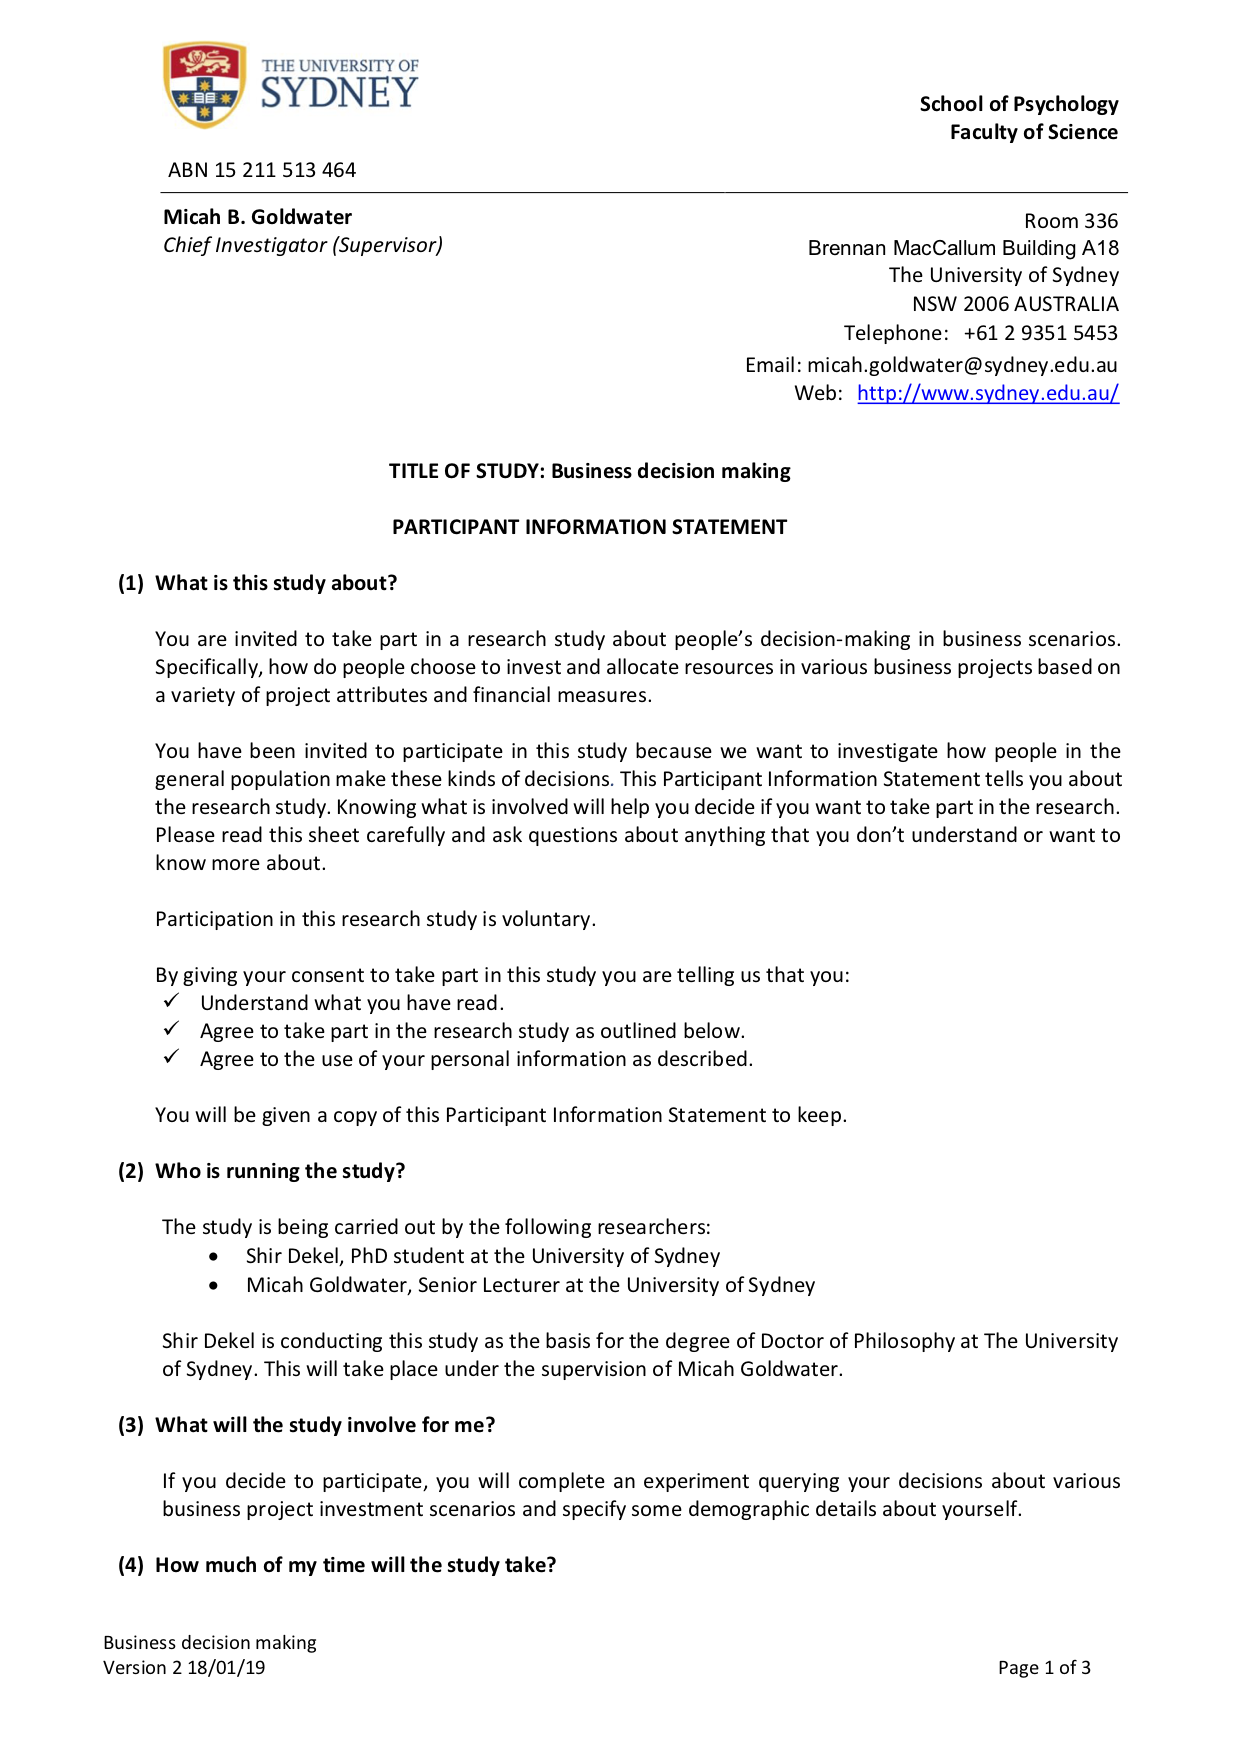 THE UNIVERSITY OF
SYDNEY
School of Psychology
Faculty of Science
ABN 15 211 513 464
Micah B. Goldwater
Chief Investigator (Supervisor)
Room 336
Brennan MacCallum Building A18
The University of Sydney
NSW 2006 AUSTRALIA
Telephone: +61 2 9351 5453
Email: micah.goldwater@sydney.edu.au
Web: http://www.sydney.edu.au/
TITLE OF STUDY: Business decision making
PARTICIPANT INFORMATION STATEMENT
(1) What is this study about?
You are invited to take part in a research study about people’s decision-making in business scenarios.
Specifically, how do people choose to invest and allocate resources in various business projects based on
a variety of project attributes and financial measures.
You have been invited to participate in this study because we want to investigate how people in the
general population make these kinds of decisions. This Participant Information Statement tells you about
the research study. Knowing what is involved will help you decide if you want to take part in the research.
Please read this sheet carefully and ask questions about anything that you don’t understand or want to
know more about.
Participation in this research study is voluntary.
By giving your consent to take part in this study you are telling us that you:
✓ Understand what you have read.
✓ Agree to take part in the research study as outlined below.
✓ Agree to the use of your personal information as described.
You will be given a copy of this Participant Information Statement to keep.
(2) Who is running the study?
The study is being carried out by the following researchers:
• Shir Dekel, PhD student at the University of Sydney
• Micah Goldwater, Senior Lecturer at the University of Sydney
Shir Dekel is conducting this study as the basis for the degree of Doctor of Philosophy at The University
of Sydney. This will take place under the supervision of Micah Goldwater.
(3) What will the study involve for me?
If you decide to participate, you will complete an experiment querying your decisions about various
business project investment scenarios and specify some demographic details about yourself.
(4) How much of my time will the study take?
Business decision making
Version 2 18/01/19
Page 1 of 3